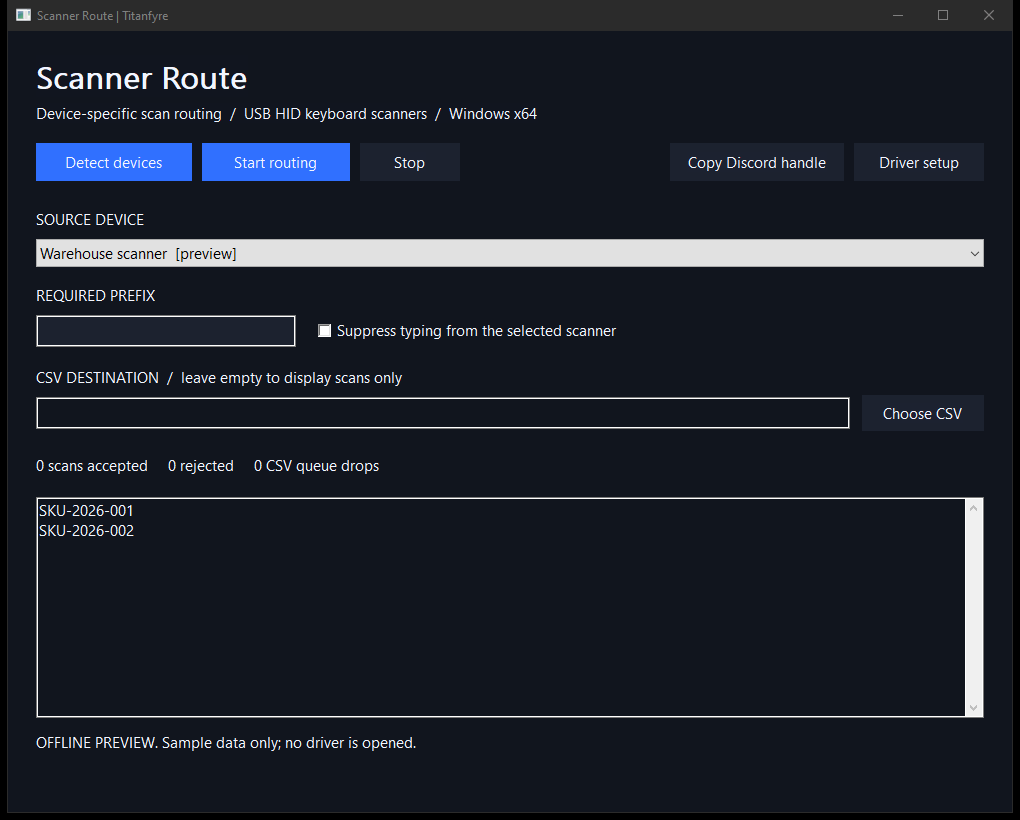 Scanner Route | Titanfyre
Scanner Route
Device-specific scan routing / USB HID keyboard scanners / Windows x64
Detect devices Start routing Stop Copy Discord handle Driver setup
SOURCE DEVICE
Warehouse scanner [preview]
REQUIRED PREFIX
Suppress typing from the selected scanner
CSV DESTINATION / leave empty to display scans only
Choose CSV
0 scans accepted 0 rejected 0 CSV queue drops
SKU-2026-001
SKU-2026-002
OFFLINE PREVIEW. Sample data only; no driver is opened.